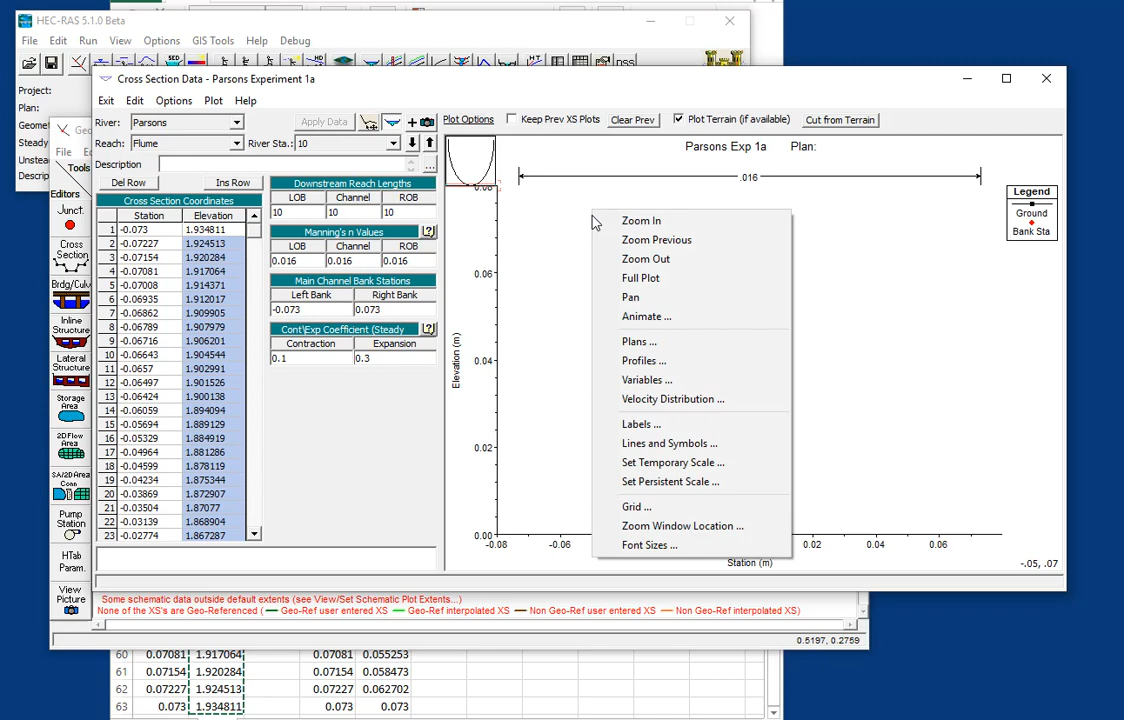 HEC-RAS 5.1.0 Beta
File Edit Run View Options GIS Tools Help Debug
SED
HD
H.T.
DSS
Project:
Plan:
Geomet
Steady
Unstea
Descrip
Geo
File Ed
Tools
Editors
Junct.
Cross
Section
Brdg/Culv
Inline
Structure
Lateral
Structure
Storage
Area
2D Flow
Area
SA/2D Area
Conn
Pump
Station
HTab
Param.
View
Picture
Cross Section Data - Parsons Experiment 1a
Exit Edit Options Plot Help
River: Parsons Apply Data
Reach: Flume River Sta.: 10
Description ...
Plot Options Keep Prev XS Plots Clear Prev Plot Terrain (if available) Cut from Terrain
Del Row Ins Row
Cross Section Coordinates
Station Elevation
1 -0.073 1.934811
2 -0.07227 1.924513
3 -0.07154 1.920284
4 -0.07081 1.917064
5 -0.07008 1.914371
6 -0.06935 1.912017
7 -0.06862 1.909905
8 -0.06789 1.907979
9 -0.06716 1.906201
10 -0.06643 1.904544
11 -0.0657 1.902991
12 -0.06497 1.901526
13 -0.06424 1.900138
14 -0.06059 1.894094
15 -0.05694 1.889129
16 -0.05329 1.884919
17 -0.04964 1.881286
18 -0.04599 1.878119
19 -0.04234 1.875344
20 -0.03869 1.872907
21 -0.03504 1.87077
22 -0.03139 1.868904
23 -0.02774 1.867287
Downstream Reach Lengths
LOB Channel ROB
10 10 10
Manning's n Values
LOB Channel ROB
0.016 0.016 0.016
Main Channel Bank Stations
Left Bank Right Bank
-0.073 0.073
Cont\Exp Coefficient (Steady
Contraction Expansion
0.1 0.3
Parsons Exp 1a Plan:
.016
Legend
Ground
Bank Sta
0.08
0.06
0.04
0.02
0.00
Elevation (m)
-0.08 -0.06 0.02 0.04 0.06
Station (m)
-.05, .07
Zoom In
Zoom Previous
Zoom Out
Full Plot
Pan
Animate ...
Plans ...
Profiles ...
Variables ...
Velocity Distribution ...
Labels ...
Lines and Symbols ...
Set Temporary Scale ...
Set Persistent Scale ...
Grid ...
Zoom Window Location ...
Font Sizes ...
Some schematic data outside default extents (see View/Set Schematic Plot Extents...)
None of the XS's are Geo-Referenced ( Geo-Ref user entered XS Geo-Ref interpolated XS Non Geo-Ref user entered XS Non Geo-Ref interpolated XS)
0.5197, 0.2759
60 0.07081 1.917064 0.07081 0.055253
61 0.07154 1.920284 0.07154 0.058473
62 0.07227 1.924513 0.07227 0.062702
63 0.073 1.934811 0.073 0.073